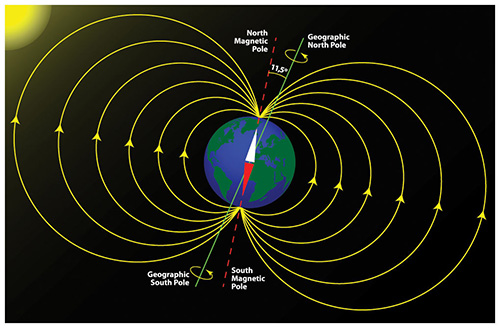 North
Magnetic
Pole
Geographic
North Pole
11,5°
Geographic
South Pole
South
Magnetic
Pole